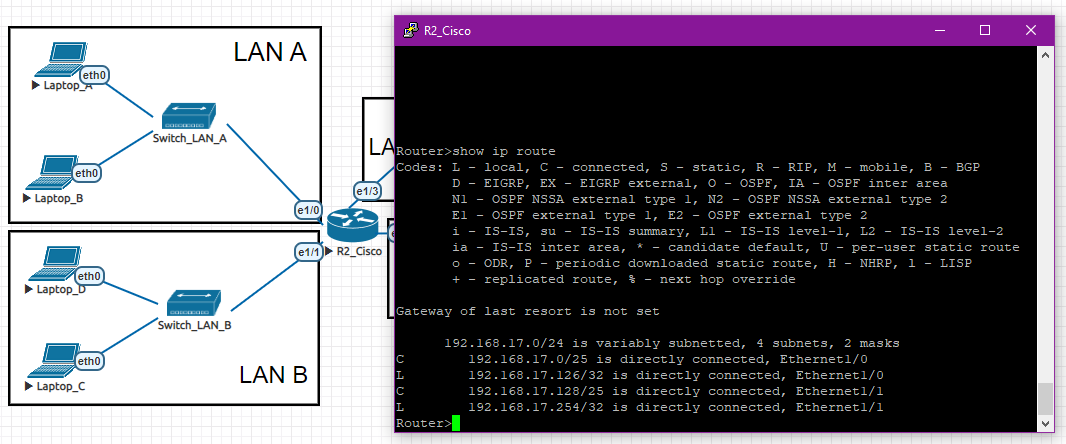 LAN A
eth0
Laptop_A
Switch_LAN_A
eth0
Laptop_B
e1/0
LA
e1/3
R2_Cisco
e1/1
eth0
Laptop_D
Switch_LAN_B
eth0
Laptop_C
LAN B
R2_Cisco
Router>show ip route
Codes: L - local, C - connected, S - static, R - RIP, M - mobile, B - BGP
D - EIGRP, EX - EIGRP external, O - OSPF, IA - OSPF inter area
N1 - OSPF NSSA external type 1, N2 - OSPF NSSA external type 2
E1 - OSPF external type 1, E2 - OSPF external type 2
i - IS-IS, su - IS-IS summary, L1 - IS-IS level-1, L2 - IS-IS level-2
ia - IS-IS inter area, * - candidate default, U - per-user static route
o - ODR, P - periodic downloaded static route, H - NHRP, l - LISP
+ - replicated route, % - next hop override
Gateway of last resort is not set
192.168.17.0/24 is variably subnetted, 4 subnets, 2 masks
C 192.168.17.0/25 is directly connected, Ethernet1/0
L 192.168.17.126/32 is directly connected, Ethernet1/0
C 192.168.17.128/25 is directly connected, Ethernet1/1
L 192.168.17.254/32 is directly connected, Ethernet1/1
Router>